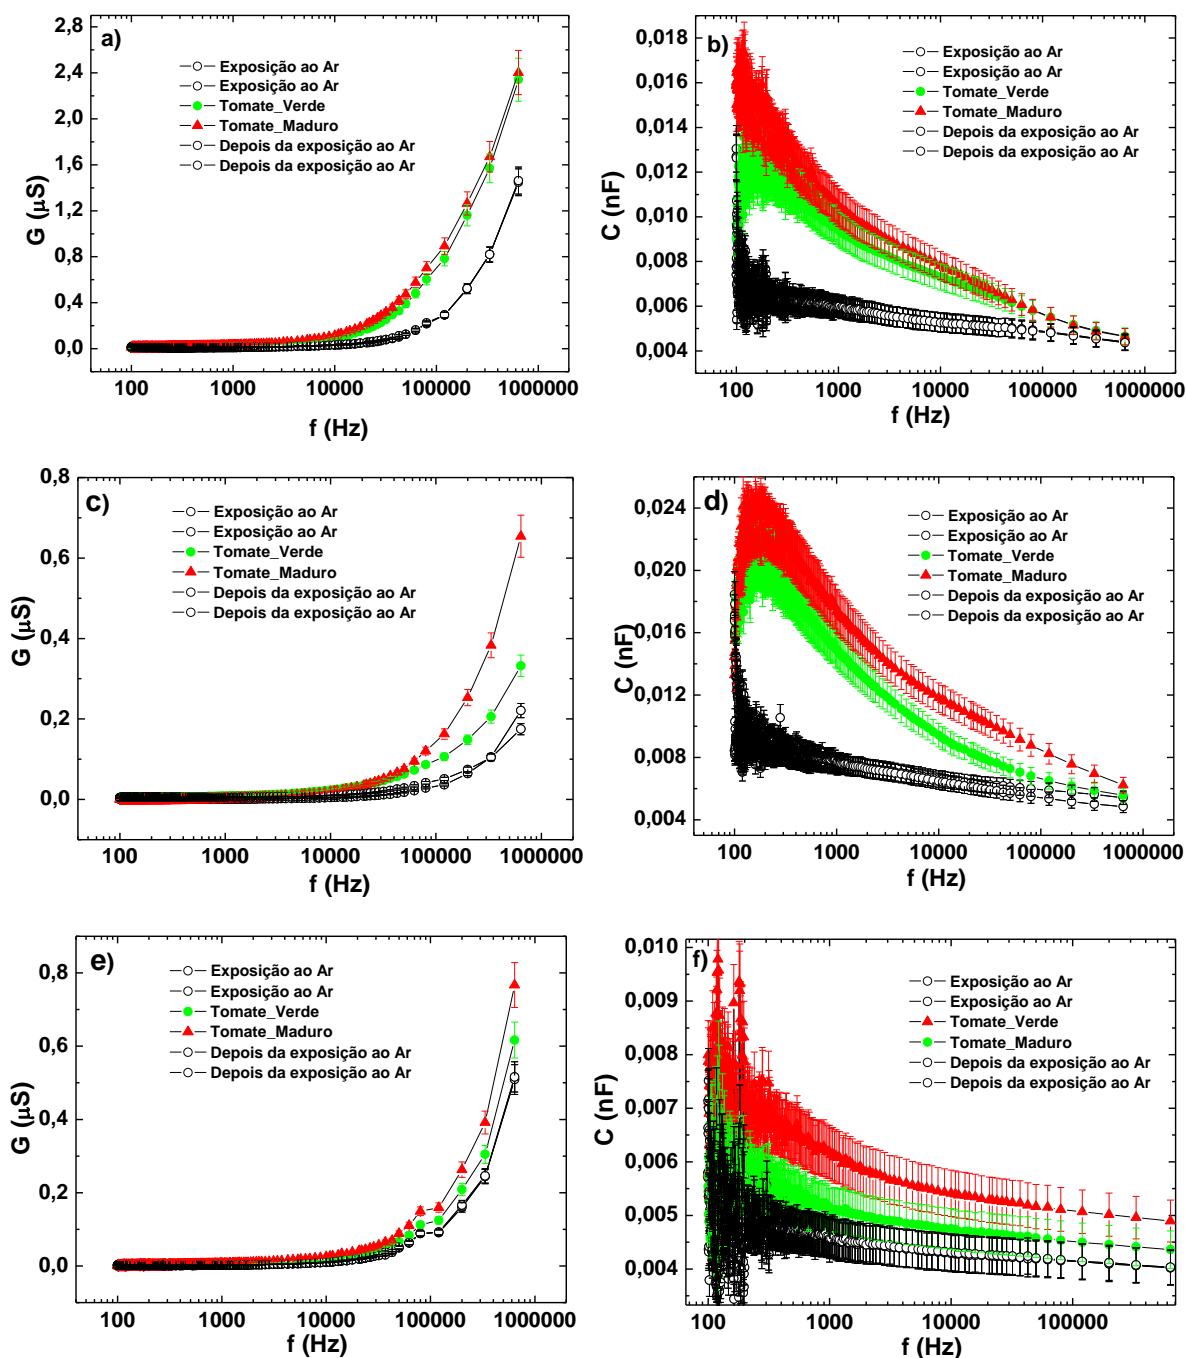 a)
2,8
2,4
2,0
1,6
1,2
0,8
0,4
0,0
G (μS)
Exposição ao Ar
Exposição ao Ar
Tomate_Verde
Tomate_Maduro
Depois da exposição ao Ar
Depois da exposição ao Ar
100 1000 10000 100000 1000000
f (Hz)
b)
0,018
0,016
0,014
0,012
0,010
0,008
0,006
0,004
C (nF)
Exposição ao Ar
Exposição ao Ar
Tomate_Verde
Tomate_Maduro
Depois da exposição ao Ar
Depois da exposição ao Ar
100 1000 10000 100000 1000000
f (Hz)
c)
0,8
0,6
0,4
0,2
0,0
G (μS)
Exposição ao Ar
Exposição ao Ar
Tomate_Verde
Tomate_Maduro
Depois da exposição ao Ar
Depois da exposição ao Ar
100 1000 10000 100000 1000000
f (Hz)
d)
0,024
0,020
0,016
0,012
0,008
0,004
C (nF)
Exposição ao Ar
Exposição ao Ar
Tomate_Verde
Tomate_Maduro
Depois da exposição ao Ar
Depois da exposição ao Ar
100 1000 10000 100000 1000000
f (Hz)
e)
0,8
0,6
0,4
0,2
0,0
G (μS)
Exposição ao Ar
Exposição ao Ar
Tomate_Verde
Tomate_Maduro
Depois da exposição ao Ar
Depois da exposição ao Ar
100 1000 10000 100000 1000000
f (Hz)
f)
0,010
0,009
0,008
0,007
0,006
0,005
0,004
C (nF)
Exposição ao Ar
Exposição ao Ar
Tomate_Verde
Tomate_Maduro
Depois da exposição ao Ar
Depois da exposição ao Ar
100 1000 10000 100000
f (Hz)